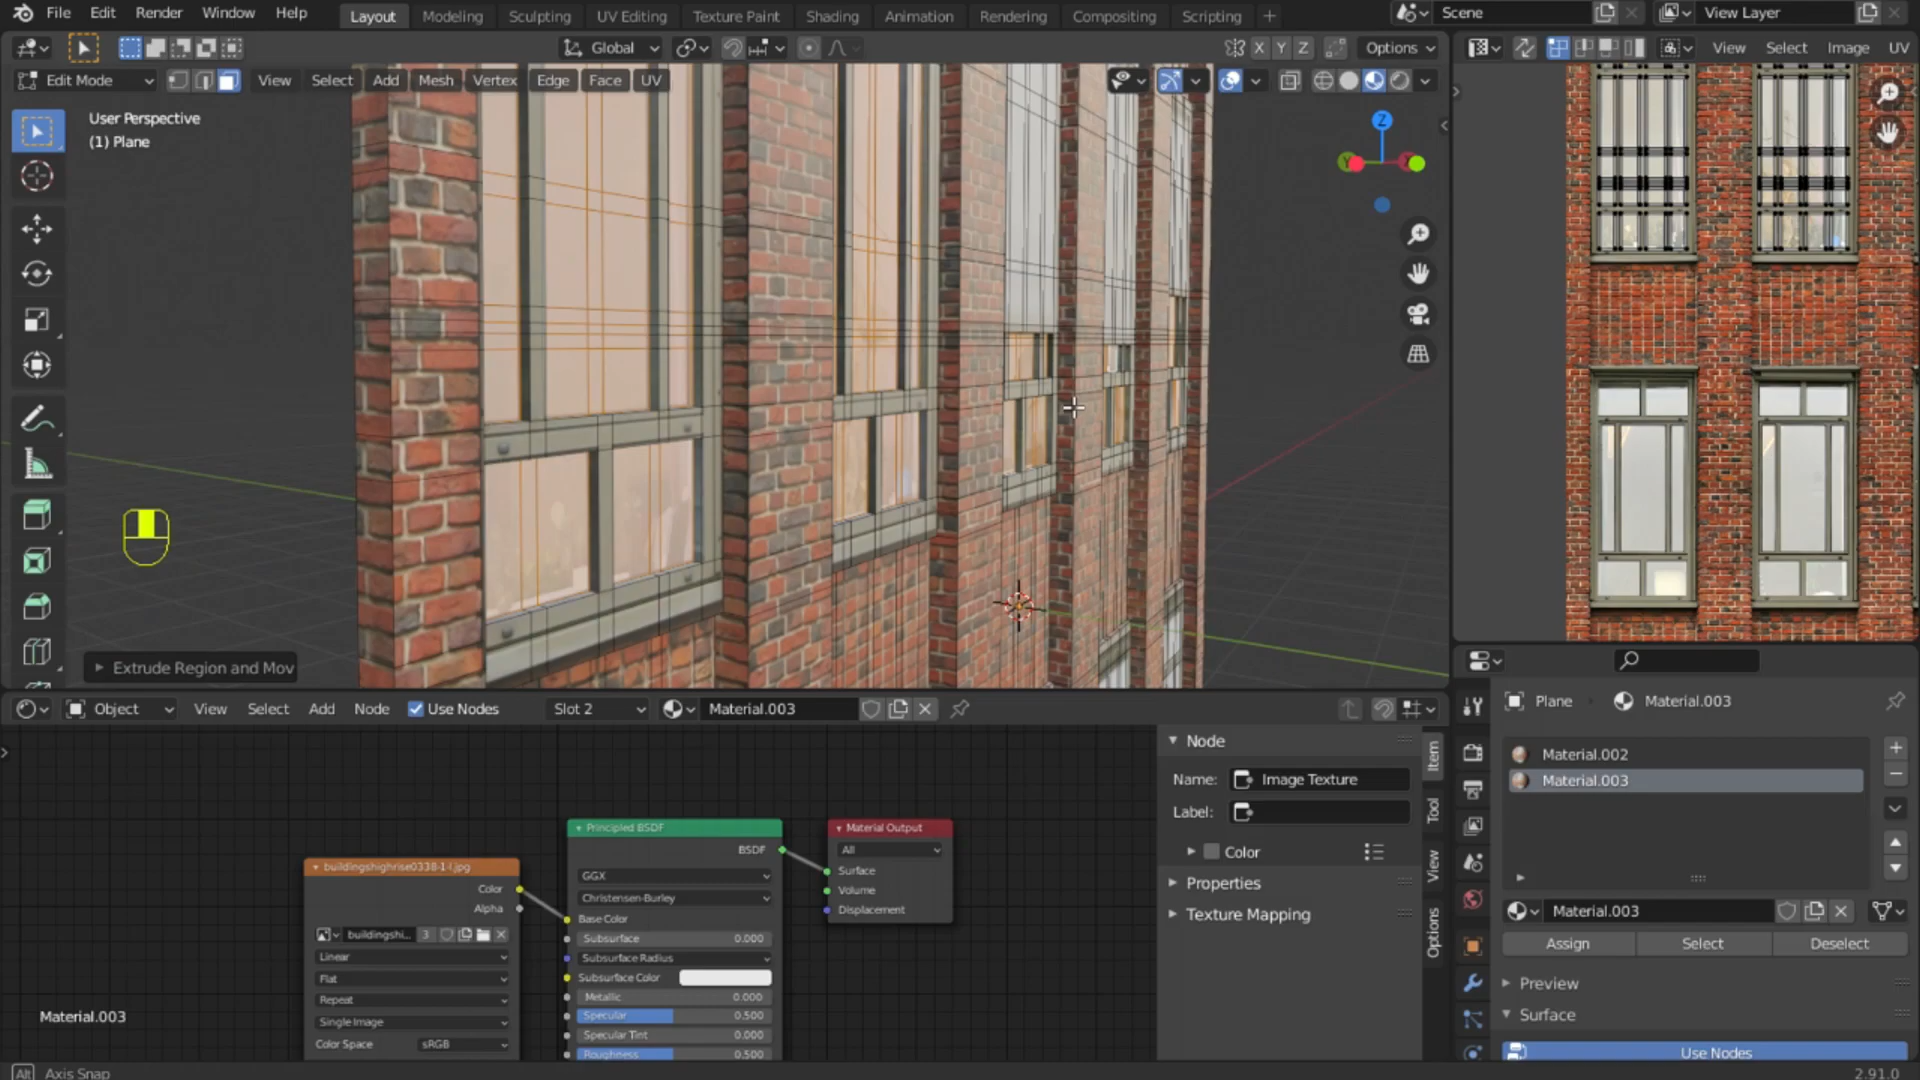 File Edit Render Window Help Layout Modeling Sculpting UV Editing Texture Paint Shading Animation Rendering Compositing Scripting + Scene View Layer
Global X Y Z Options View Select Image UV
Edit Mode View Select Add Mesh Vertex Edge Face UV
User Perspective
(1) Plane
Z
Extrude Region and Mov
Object View Select Add Node Use Nodes Slot 2 Material.003
Plane Material.003
Node
Name: Image Texture
Label:
Color
Properties
Texture Mapping
Item
Tool
View
Options
Material.002
Material.003
Material.003
Assign Select Deselect
Preview
Surface
Use Nodes
buildingshighrise0338-1-l.jpg
Color
Alpha
buildingshi... 3
Linear
Flat
Repeat
Single Image
Color Space sRGB
Principled BSDF
BSDF
GGX
Christensen-Burley
Base Color
Subsurface 0.000
Subsurface Radius
Subsurface Color
Metallic 0.000
Specular 0.500
Specular Tint 0.000
Roughness 0.500
Material Output
All
Surface
Volume
Displacement
Material.003
Alt Axis Snap
2.91.0